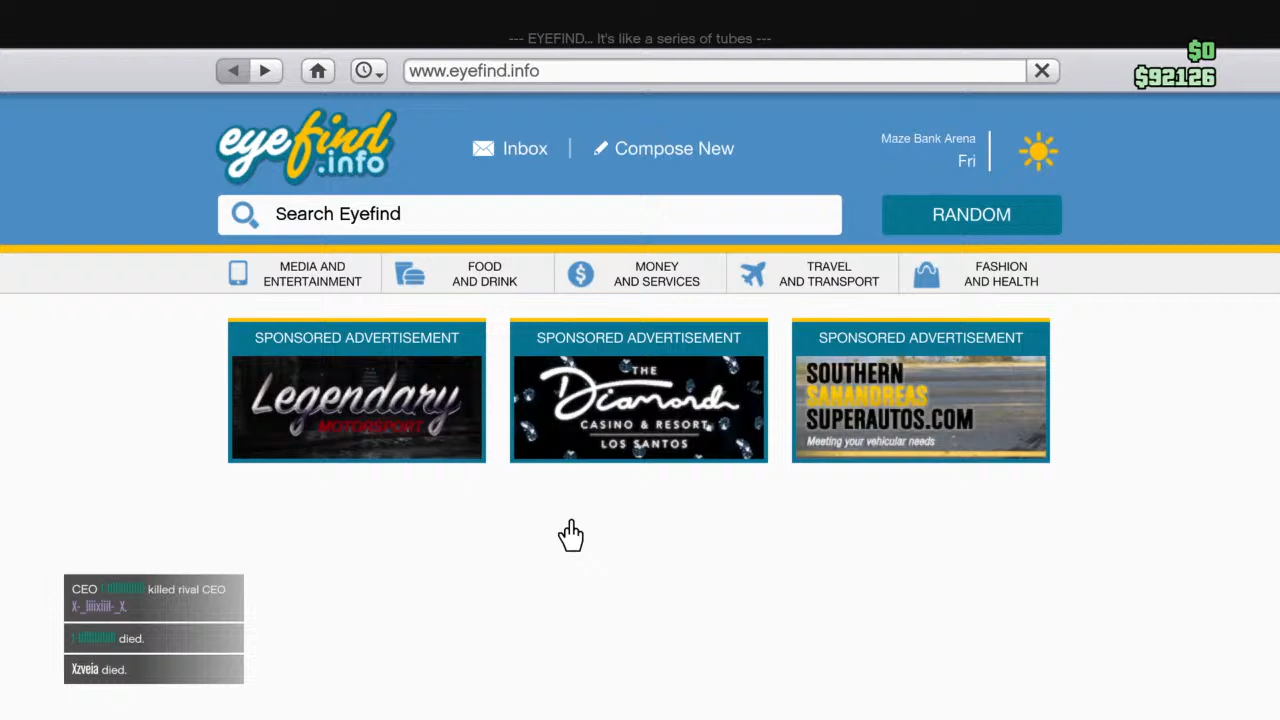 --- EYEFIND... It's like a series of tubes ---
$0
$92126
www.eyefind.info
eyefind
.info
Inbox
Compose New
Maze Bank Arena
Fri
Search Eyefind
RANDOM
MEDIA AND
ENTERTAINMENT
FOOD
AND DRINK
MONEY
AND SERVICES
TRAVEL
AND TRANSPORT
FASHION
AND HEALTH
SPONSORED ADVERTISEMENT
Legendary
MOTORSPORT
SPONSORED ADVERTISEMENT
THE
Diamond
CASINO & RESORT
LOS SANTOS
SPONSORED ADVERTISEMENT
SOUTHERN
SANANDREAS
SUPERAUTOS.COM
Meeting your vehicular needs
CEO killed rival CEO
died.
Xzveia died.